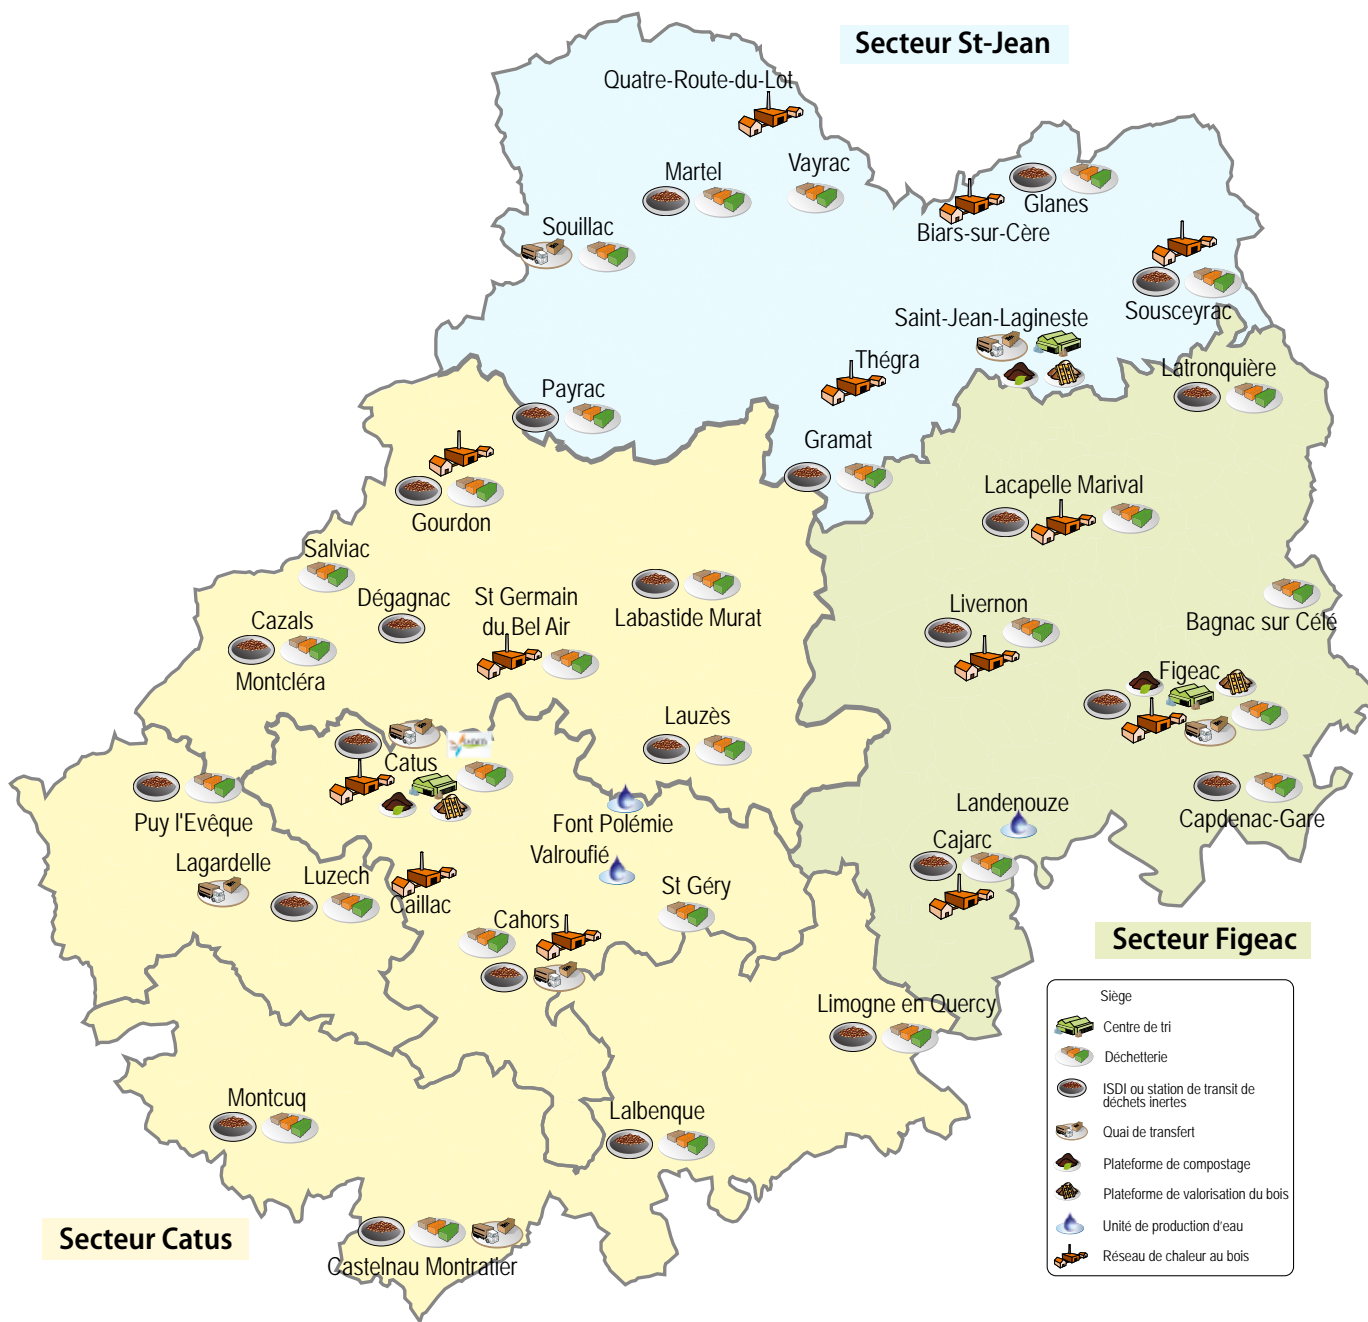 Secteur St-Jean
Quatre-Route-du-Lot
Martel
Vayrac
Glanes
Biars-sur-Cère
Souillac
Sousceyrac
Saint-Jean-Lagineste
Thégra
Latronquière
Payrac
Gramat
Lacapelle Marival
Gourdon
Salviac
Dégagnac
St Germain
du Bel Air
Labastide Murat
Cazals
Montcléra
Livernon
Bagnac sur Célé
Figeac
Lauzès
Catus
Puy l'Evêque
Font Polémie
Valroufié
Landenouze
Capdenac-Gare
Cajarc
Lagardelle
Luzech
Caillac
St Géry
Cahors
Secteur Figeac
Limogne en Quercy
Montcuq
Lalbenque
Secteur Catus
Castelnau Montratier
Siège
Centre de tri
Déchetterie
ISDI ou station de transit de
déchets inertes
Quai de transfert
Plateforme de compostage
Plateforme de valorisation du bois
Unité de production d'eau
Réseau de chaleur au bois